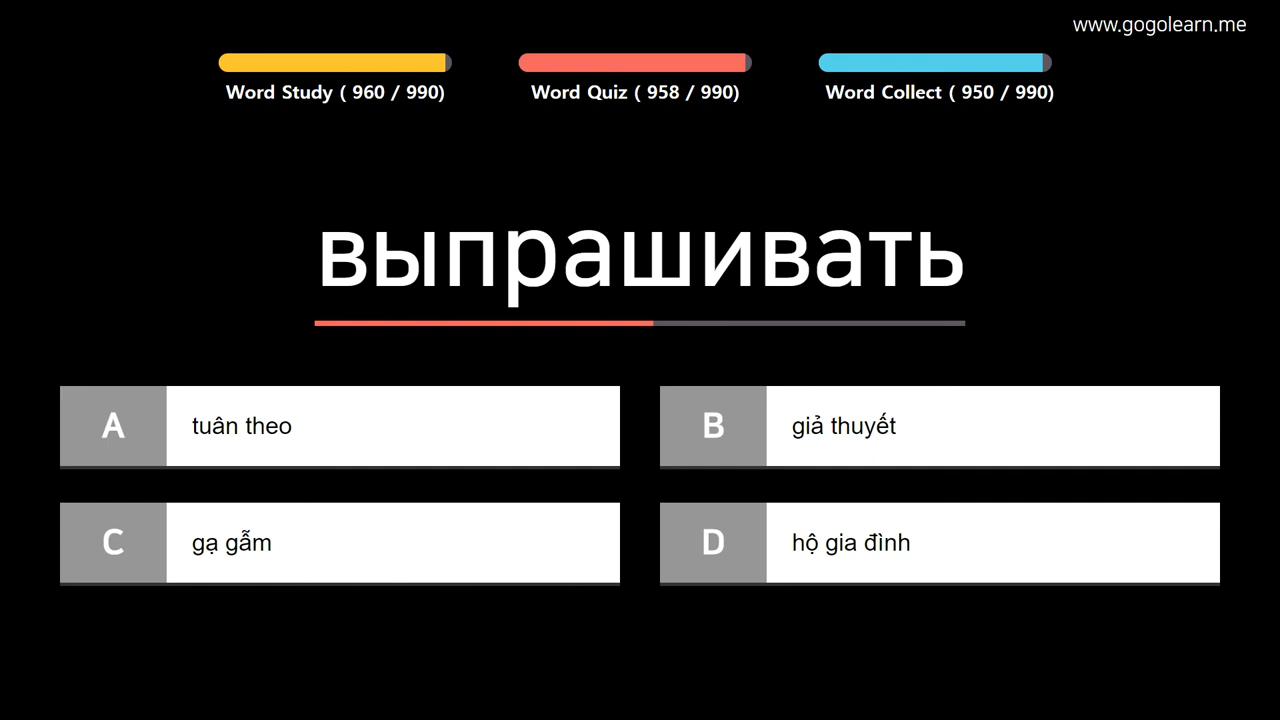 www.gogolearn.me
Word Study ( 960 / 990)
Word Quiz ( 958 / 990)
Word Collect ( 950 / 990)
выпрашивать
A tuân theo
B giả thuyết
C gạ gẫm
D hộ gia đình